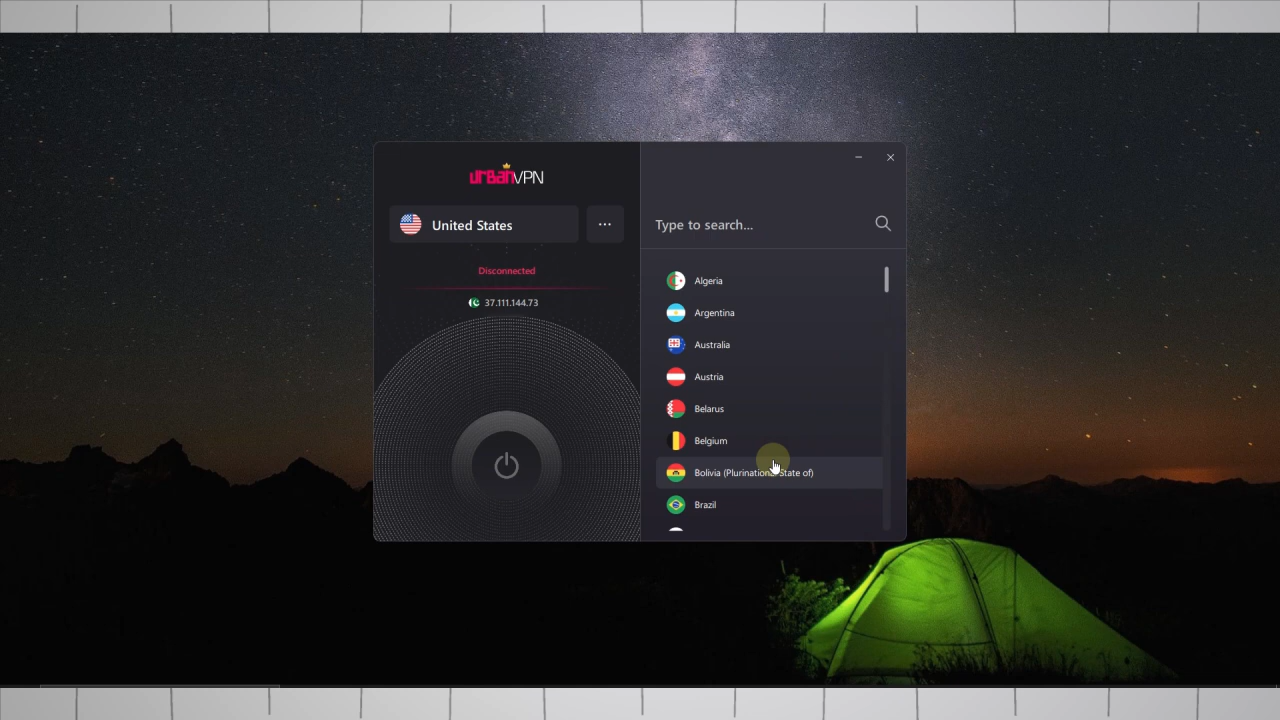 urbanVPN
United States
...
Disconnected
37.111.144.73
Type to search...
Algeria
Argentina
Australia
Austria
Belarus
Belgium
Bolivia (Plurinational State of)
Brazil